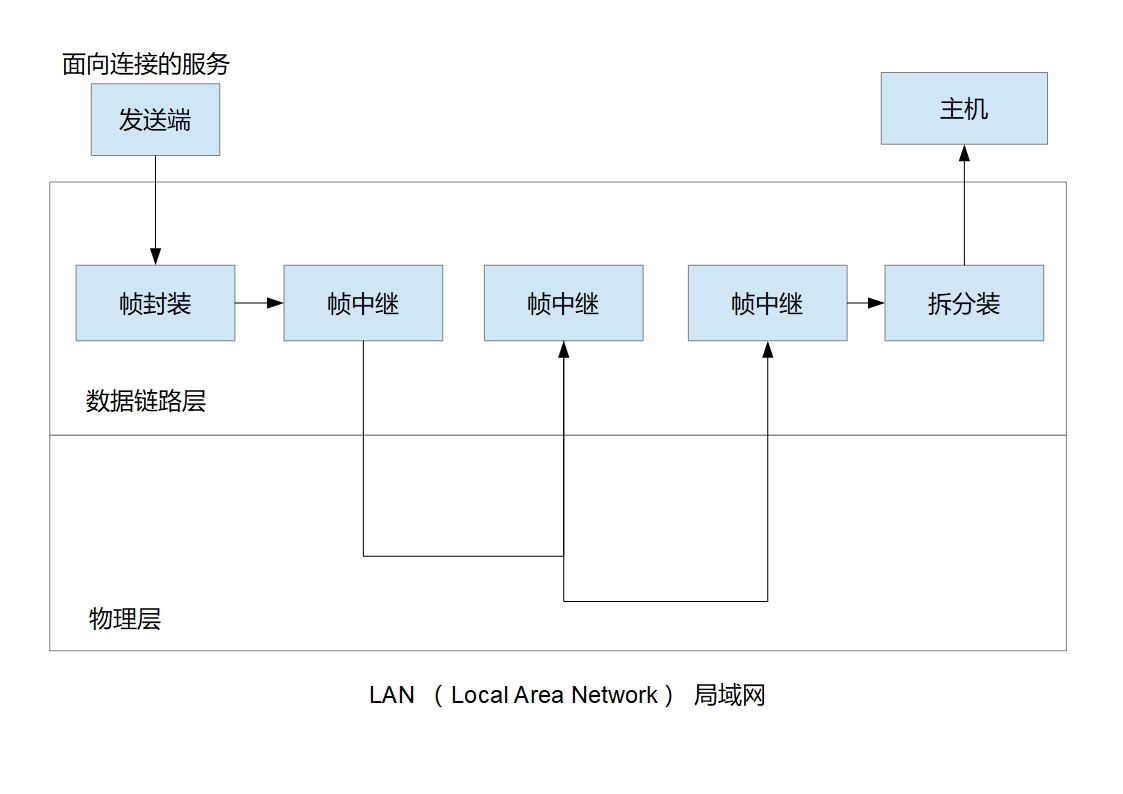 面向连接的服务
发送端
主机
帧封装
帧中继
帧中继
帧中继
拆分装
数据链路层
物理层
LAN （ Local Area Network ） 局域网